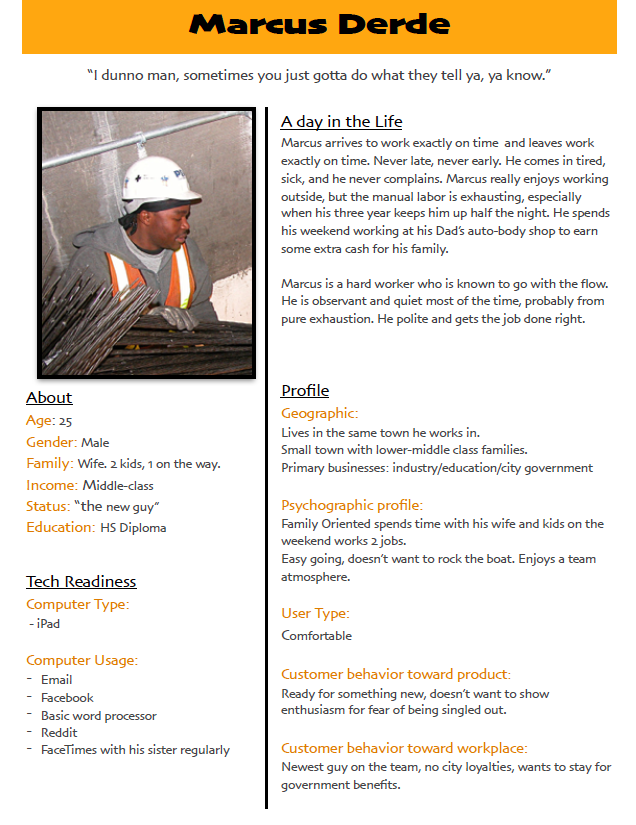 Marcus Derde
“I dunno man, sometimes you just gotta do what they tell ya, ya know.”
A day in the Life
Marcus arrives to work exactly on time and leaves work
exactly on time. Never late, never early. He comes in tired,
sick, and he never complains. Marcus really enjoys working
outside, but the manual labor is exhausting, especially
when his three year keeps him up half the night. He spends
his weekend working at his Dad’s auto-body shop to earn
some extra cash for his family.
Marcus is a hard worker who is known to go with the flow.
He is observant and quiet most of the time, probably from
pure exhaustion. He polite and gets the job done right.
About
Age: 25
Gender: Male
Family: Wife. 2 kids, 1 on the way.
Income: Middle-class
Status: “the new guy”
Education: HS Diploma
Tech Readiness
Computer Type:
- iPad
Computer Usage:
- Email
- Facebook
- Basic word processor
- Reddit
- FaceTimes with his sister regularly
Profile
Geographic:
Lives in the same town he works in.
Small town with lower-middle class families.
Primary businesses: industry/education/city government
Psychographic profile:
Family Oriented spends time with his wife and kids on the
weekend works 2 jobs.
Easy going, doesn’t want to rock the boat. Enjoys a team
atmosphere.
User Type:
Comfortable
Customer behavior toward product:
Ready for something new, doesn’t want to show
enthusiasm for fear of being singled out.
Customer behavior toward workplace:
Newest guy on the team, no city loyalties, wants to stay for
government benefits.